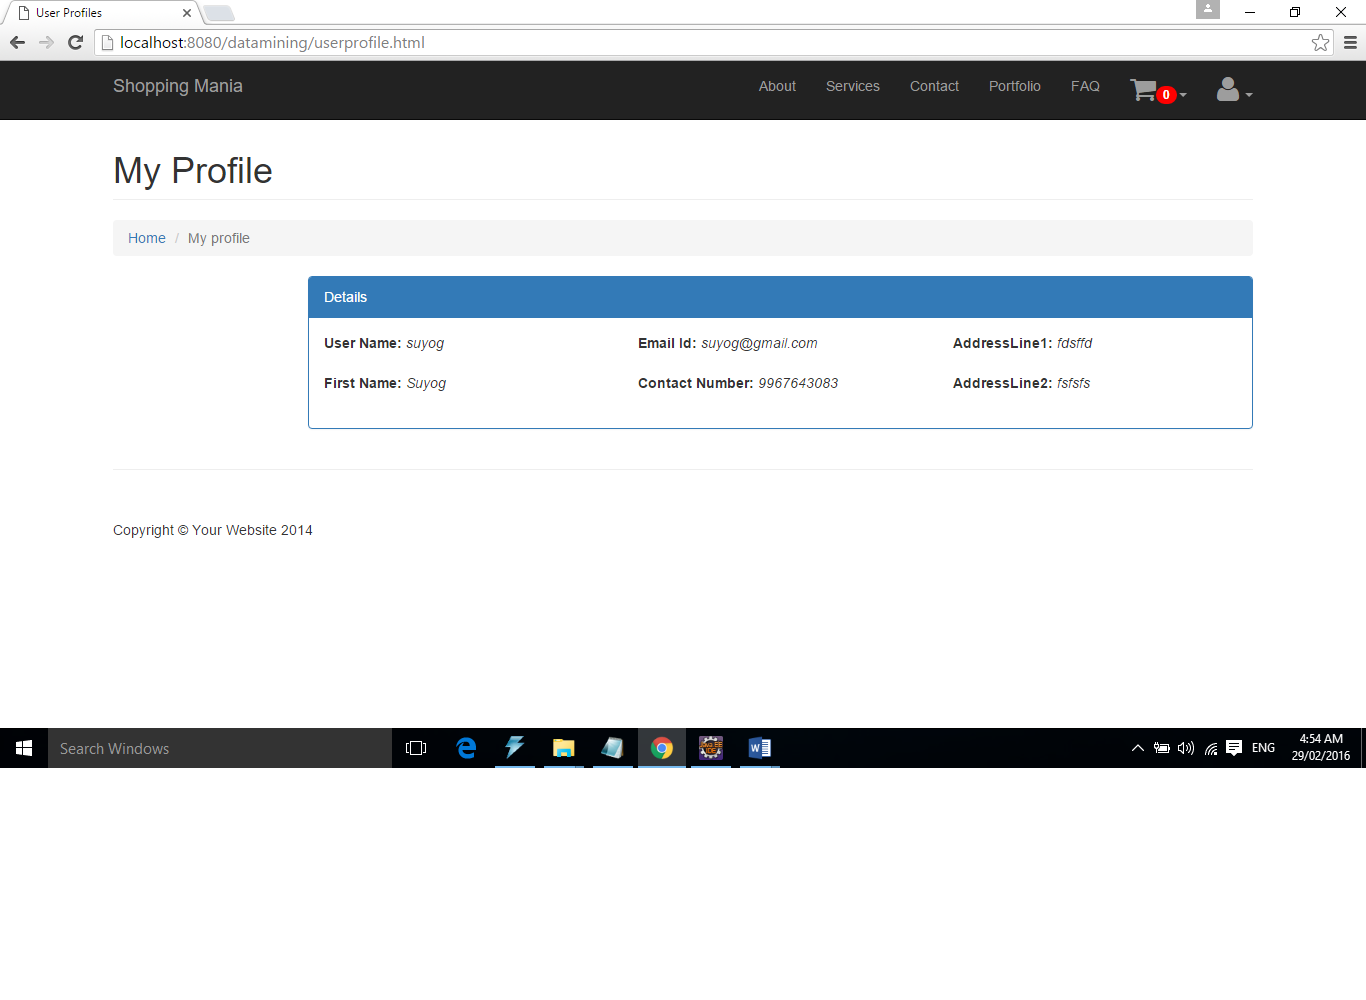 User Profiles
localhost:8080/datamining/userprofile.html
Shopping Mania About Services Contact Portfolio FAQ 0
My Profile
Home / My profile
Details
User Name: suyog Email Id: suyog@gmail.com AddressLine1: fdsffd
First Name: Suyog Contact Number: 9967643083 AddressLine2: fsfsfs
Copyright © Your Website 2014
Search Windows ENG 4:54 AM
29/02/2016